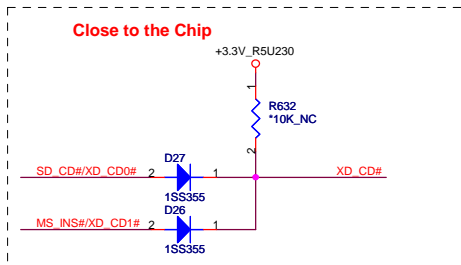 Close to the Chip
+3.3V_R5U230
1
R632
*10K_NC
2
D27
SD_CD#/XD_CD0# 2 1 XD_CD#
1SS355
D26
MS_INS#/XD_CD1# 2 1
1SS355